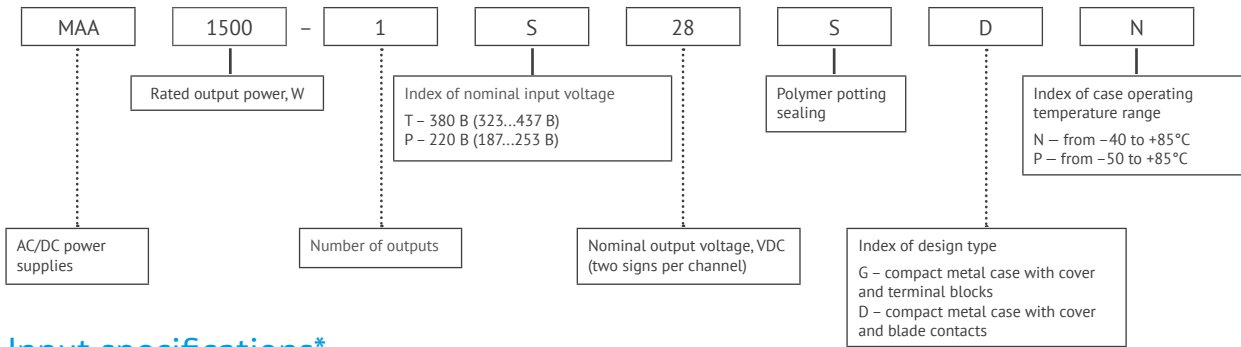 MAA 1500 – 1 S 28 S D N
Rated output power, W
Index of nominal input voltage
T – 380 В (323...437 В)
P – 220 В (187...253 В)
Polymer potting
sealing
Index of case operating
temperature range
N — from –40 to +85°C
P — from –50 to +85°C
AC/DC power
supplies
Number of outputs
Nominal output voltage, VDC
(two signs per channel)
Index of design type
G – compact metal case with cover
and terminal blocks
D – compact metal case with cover
and blade contacts
Input specifications*